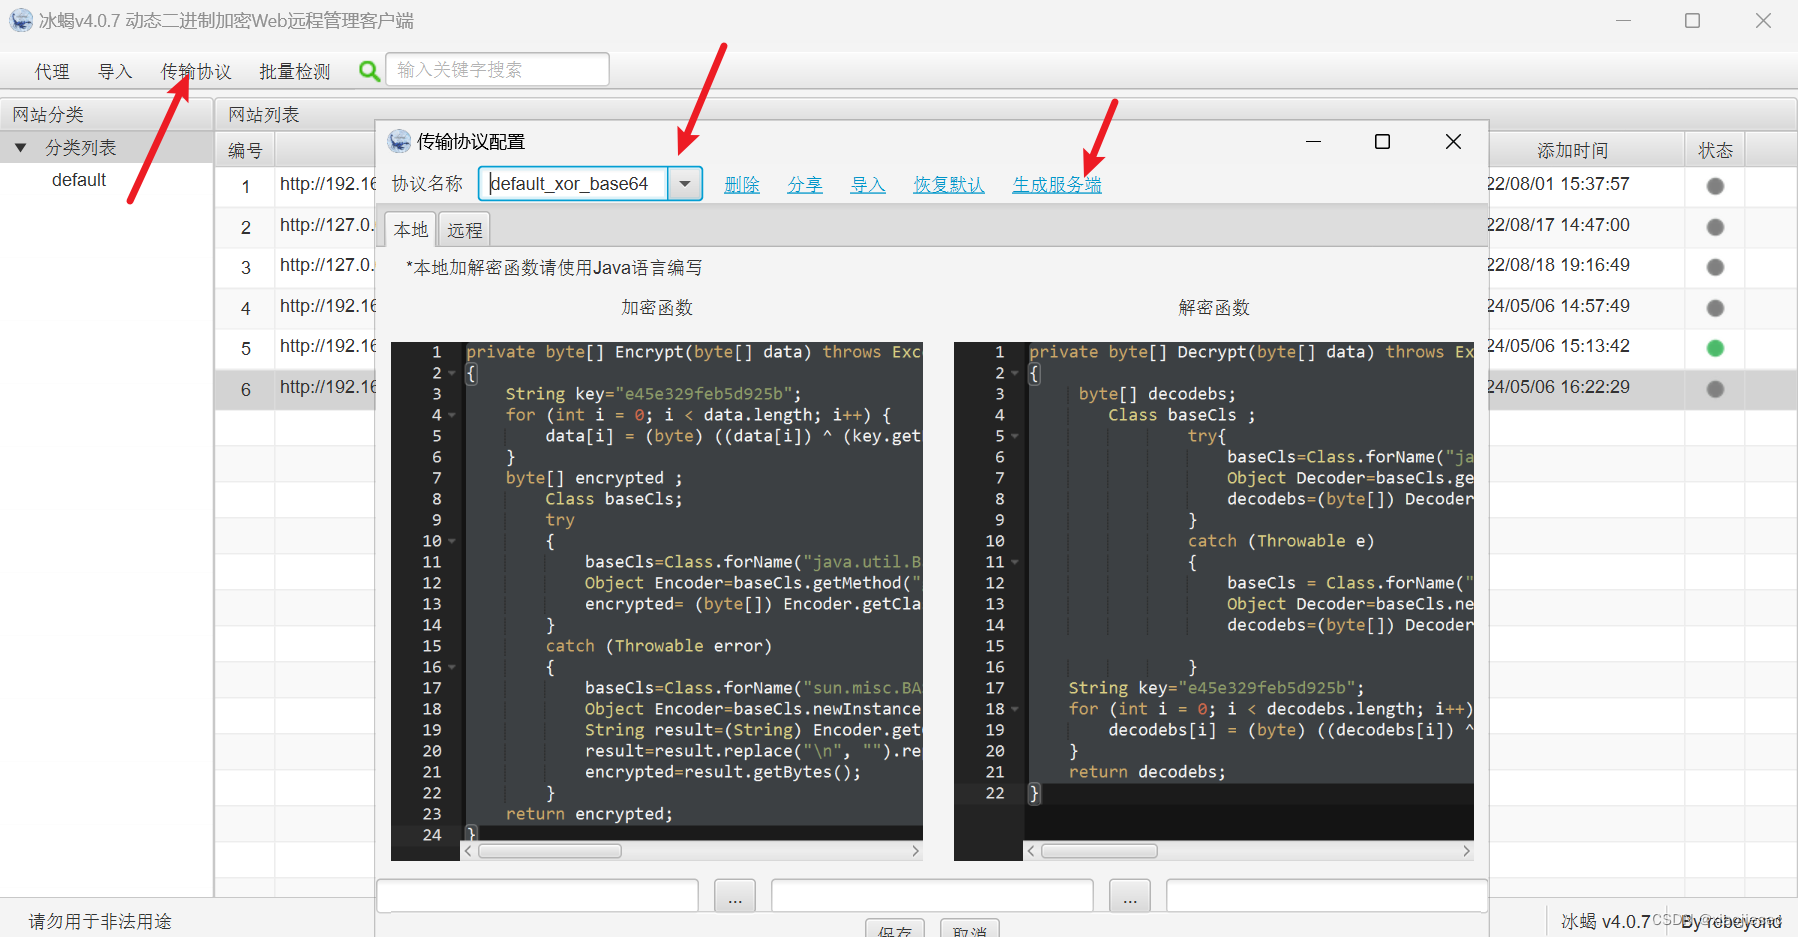 冰蝎v4.0.7 动态二进制加密Web远程管理客户端
代理 导入 传输协议 批量检测 输入关键字搜索
网站分类 网站列表
分类列表
default
编号 添加时间 状态
1 http://192.16 22/08/01 15:37:57
2 http://127.0. 22/08/17 14:47:00
3 http://127.0. 22/08/18 19:16:49
4 http://192.16 24/05/06 14:57:49
5 http://192.16 24/05/06 15:13:42
6 http://192.16 24/05/06 16:22:29
传输协议配置
协议名称 default_xor_base64 删除 分享 导入 恢复默认 生成服务端
本地 远程
*本地加解密函数请使用Java语言编写
加密函数
1 private byte[] Encrypt(byte[] data) throws Exc
2 {
3 String key="e45e329feb5d925b";
4 for (int i = 0; i < data.length; i++) {
5 data[i] = (byte) ((data[i]) ^ (key.get
6 }
7 byte[] encrypted ;
8 Class baseCls;
9 try
10 {
11 baseCls=Class.forName("java.util.B
12 Object Encoder=baseCls.getMethod("
13 encrypted= (byte[]) Encoder.getCla
14 }
15 catch (Throwable error)
16 {
17 baseCls=Class.forName("sun.misc.BA
18 Object Encoder=baseCls.newInstance
19 String result=(String) Encoder.get
20 result=result.replace("\n", "").re
21 encrypted=result.getBytes();
22 }
23 return encrypted;
24 }
解密函数
1 private byte[] Decrypt(byte[] data) throws Ex
2 {
3 byte[] decodebs;
4 Class baseCls ;
5 try{
6 baseCls=Class.forName("ja
7 Object Decoder=baseCls.ge
8 decodebs=(byte[]) Decoder
9 }
10 catch (Throwable e)
11 {
12 baseCls = Class.forName("
13 Object Decoder=baseCls.ne
14 decodebs=(byte[]) Decoder
15
16 }
17 String key="e45e329feb5d925b";
18 for (int i = 0; i < decodebs.length; i++)
19 decodebs[i] = (byte) ((decodebs[i]) ^
20 }
21 return decodebs;
22 }
... ...
保存 取消
请勿用于非法用途 冰蝎 v4.0.7 By rebeyond
CSDN